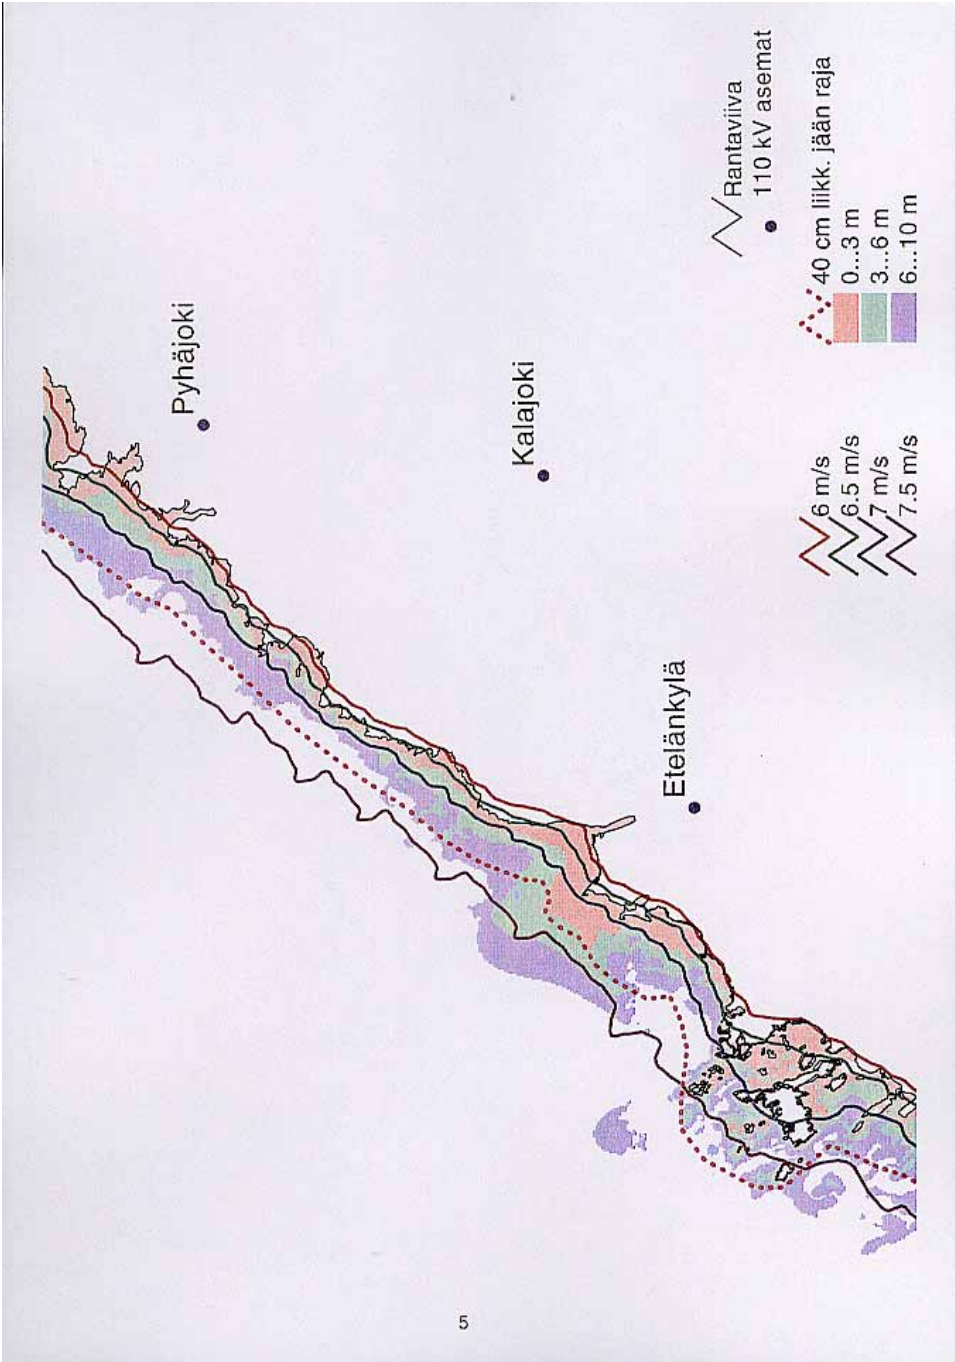 Pyhäjoki
Kalajoki
Etelänkylä
Rantaviiva
110 kV asemat
6 m/s
6.5 m/s
7 m/s
7.5 m/s
40 cm liikk. jään raja
0...3 m
3...6 m
6...10 m
5